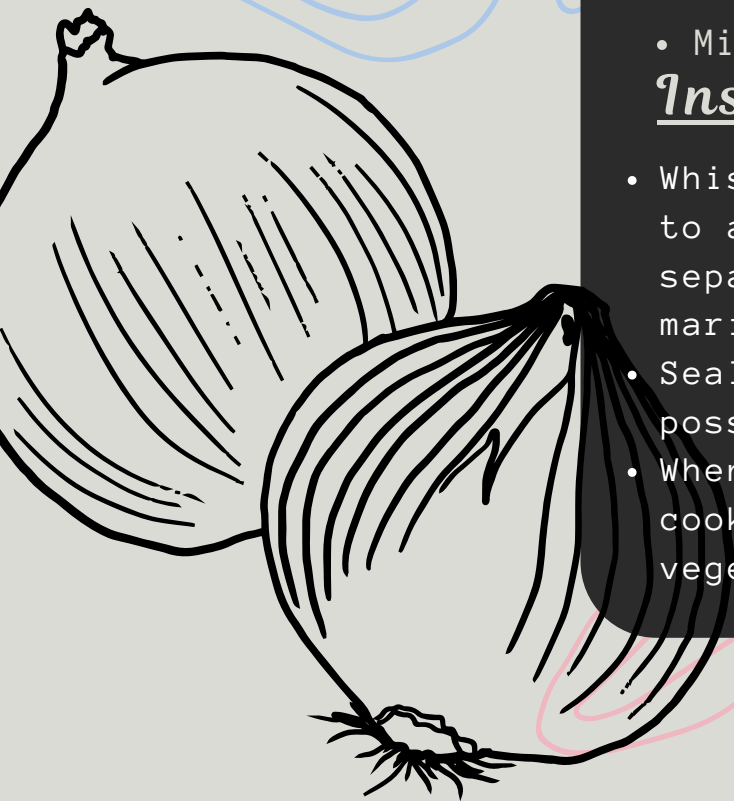 • Mi
Ins
• Whis
to a
sepa
mari
• Seal
poss
• When
cook
vege